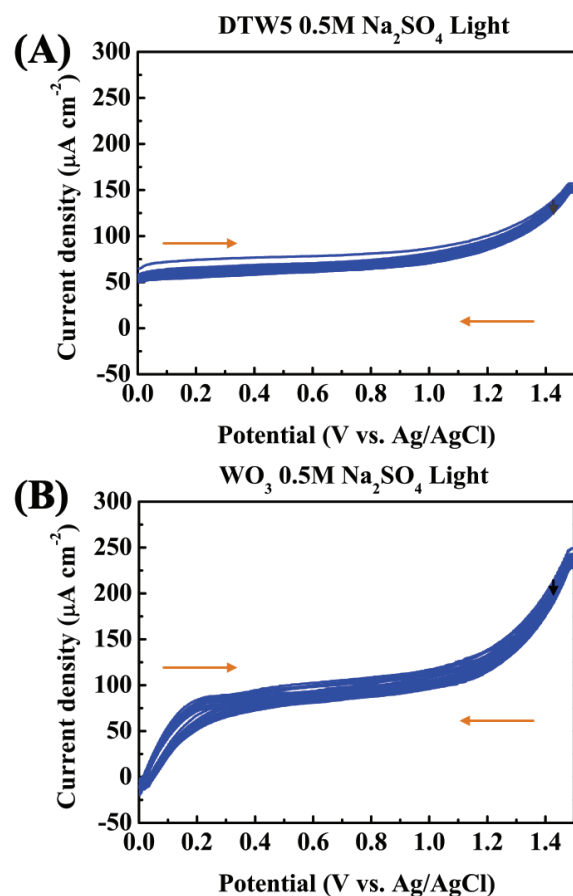 (A)
DTW5 0.5M Na₂SO₄ Light
300
250
200
150
100
50
0
-50
Current density (μA cm⁻²)
0.0 0.2 0.4 0.6 0.8 1.0 1.2 1.4
Potential (V vs. Ag/AgCl)
(B)
WO₃ 0.5M Na₂SO₄ Light
300
250
200
150
100
50
0
-50
Current density (μA cm⁻²)
0.0 0.2 0.4 0.6 0.8 1.0 1.2 1.4
Potential (V vs. Ag/AgCl)